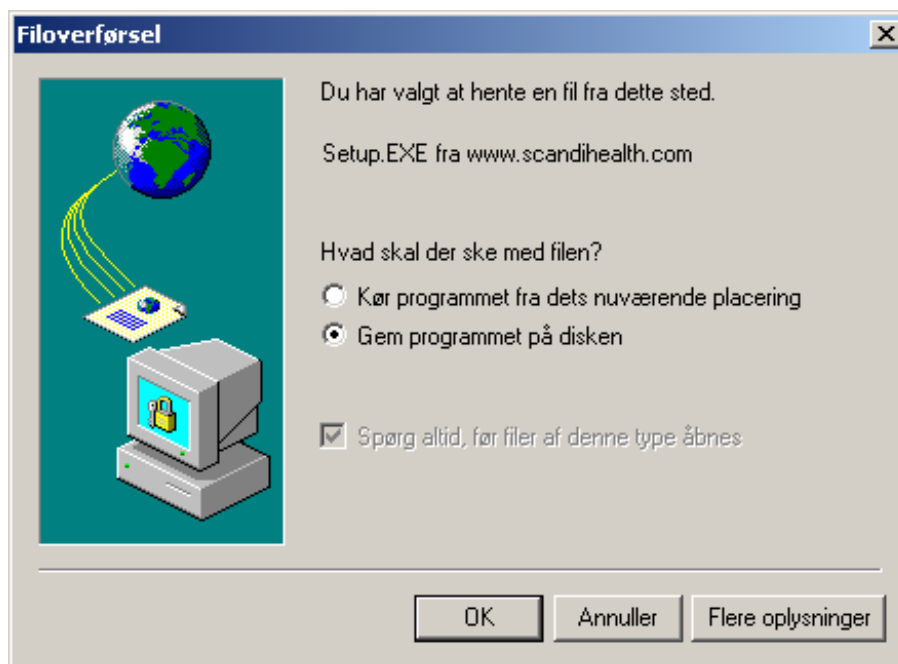 Filoverførsel
Du har valgt at hente en fil fra dette sted.
Setup.EXE fra www.scandihealth.com
Hvad skal der ske med filen?
Kør programmet fra dets nuværende placering
Gem programmet på disken
Spørg altid, før filer af denne type åbnes
OK Annuller Flere oplysninger